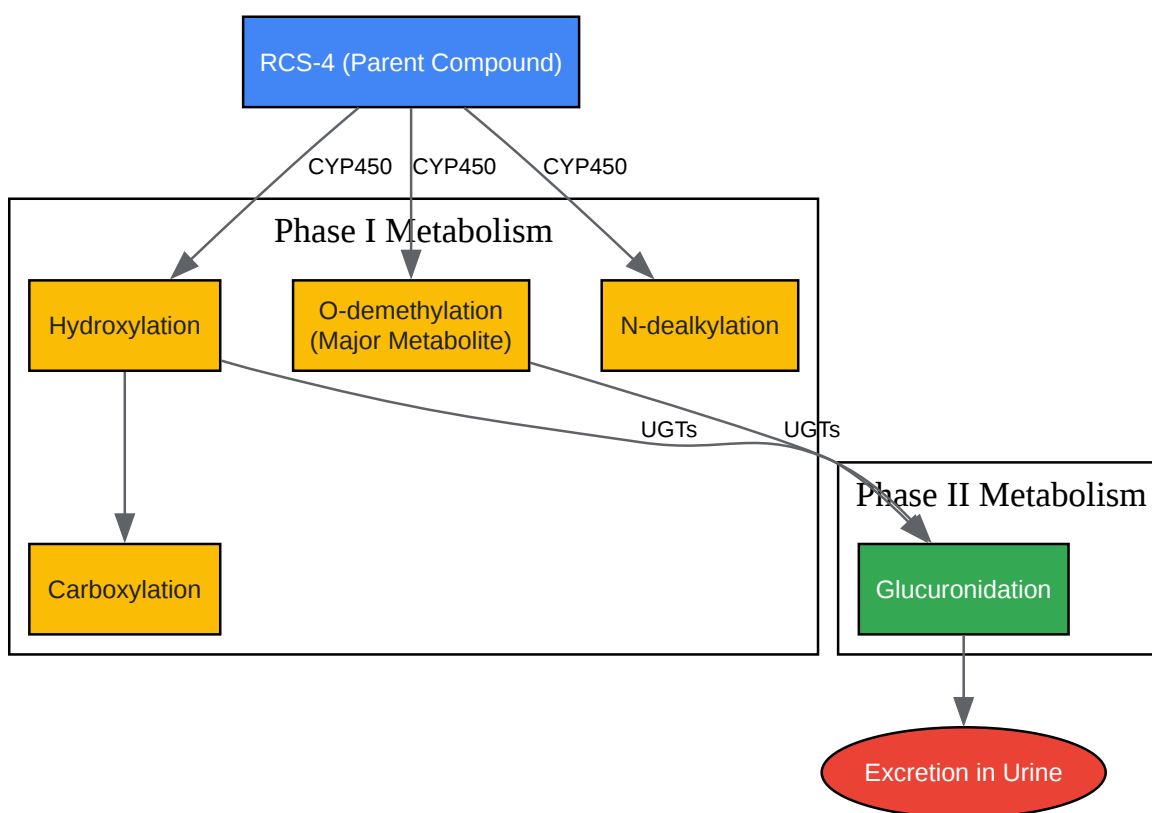 RCS-4 (Parent Compound)
CYP450
CYP450
CYP450
Phase I Metabolism
Hydroxylation
O-demethylation
(Major Metabolite)
N-dealkylation
UGTs
UGTs
Phase II Metabolism
Carboxylation
Glucuronidation
Excretion in Urine